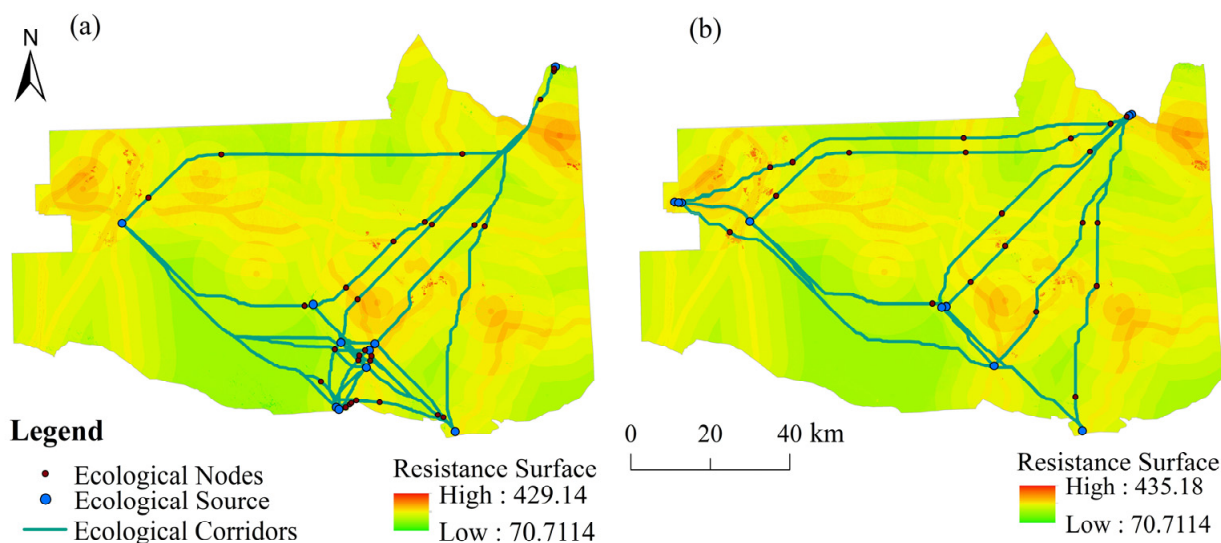 (a)
(b)
N
Legend
Ecological Nodes
Ecological Source
Ecological Corridors
Resistance Surface
High : 429.14
Low : 70.7114
0 20 40 km
Resistance Surface
High : 435.18
Low : 70.7114